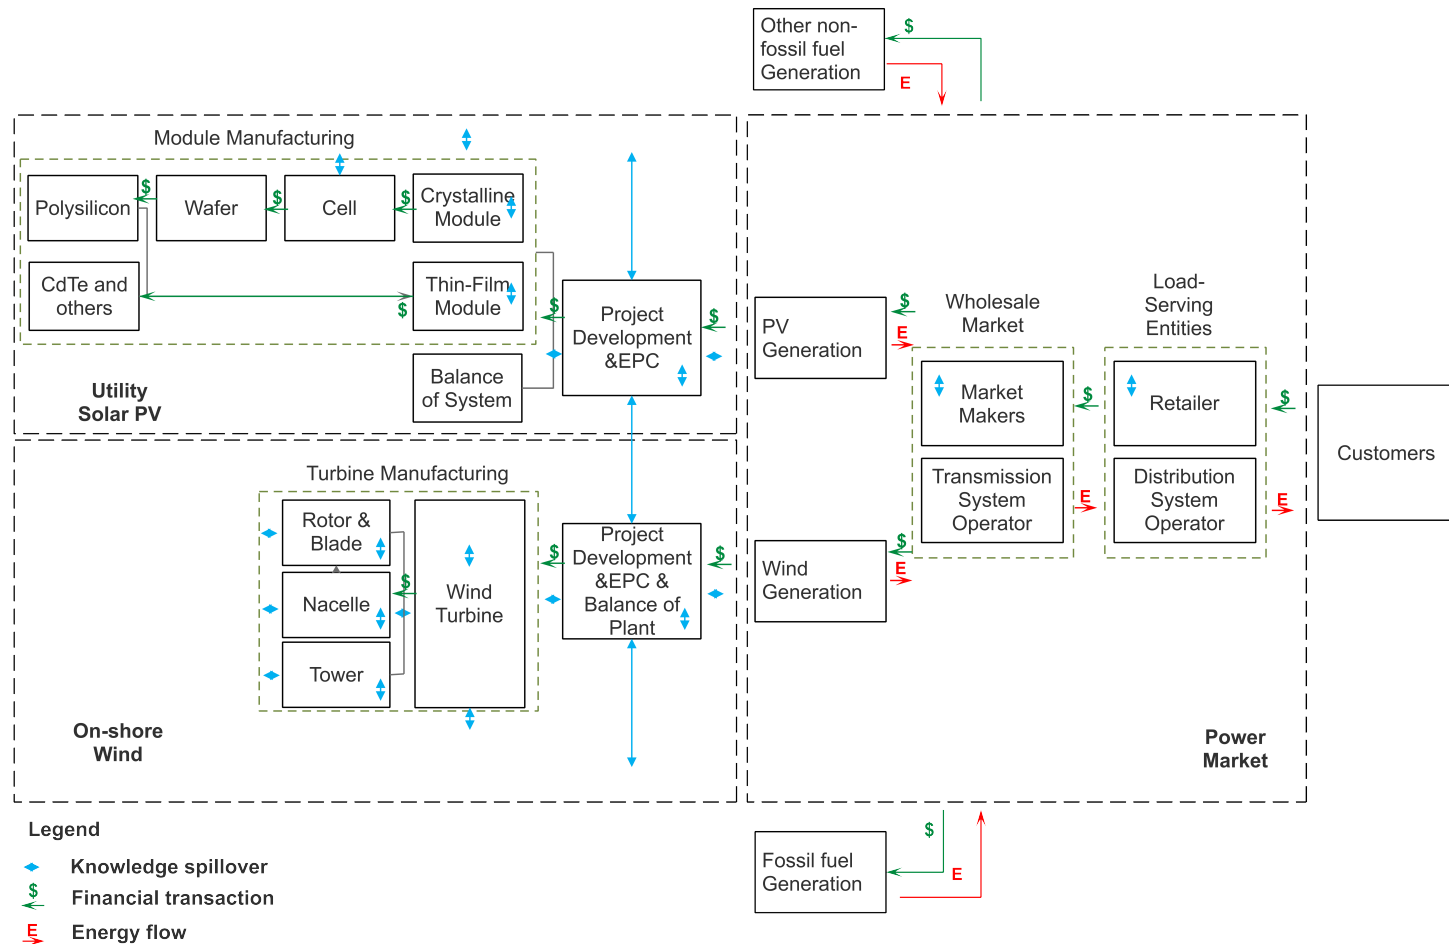 Other non-
fossil fuel
Generation
$
E
Module Manufacturing
Polysilicon
$
Wafer
$
Cell
$
Crystalline
Module
CdTe and
others
$
Thin-Film
Module
$
Project
Development
&EPC
$
Balance
of System
Utility
Solar PV
PV
Generation
$
E
Wholesale
Market
Load-
Serving
Entities
Market
Makers
$
Retailer
$
Customers
Transmission
System
Operator
E
Distribution
System
Operator
E
Turbine Manufacturing
Rotor &
Blade
Nacelle
$
Tower
Wind
Turbine
$
Project
Development
&EPC &
Balance of
Plant
$
Wind
Generation
$
E
On-shore
Wind
Power
Market
Fossil fuel
Generation
$
E
Legend
Knowledge spillover
$
Financial transaction
E
Energy flow